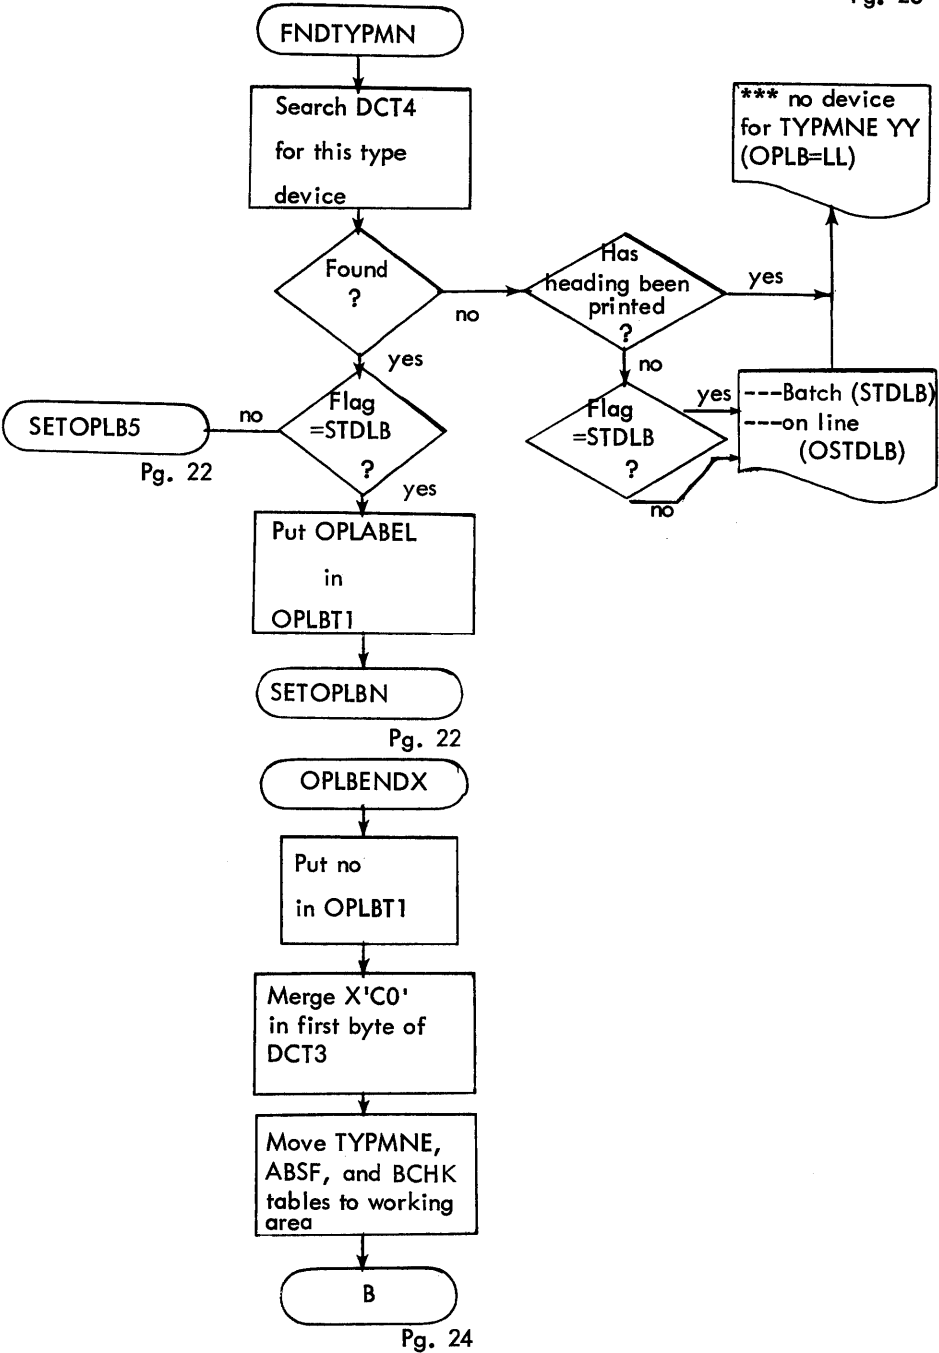 FNDTYPMN
Search DCT4
for this type
device
*** no device
for TYPMNE YY
(OPLB=LL)
Found
?
no
yes
Has
heading been
printed
?
yes
no
Flag
=STDLB
?
no
yes
SETOPLB5
Pg. 22
Flag
=STDLB
?
yes
no
---Batch (STDLB)
---on line
(OSTDLB)
Put OPLABEL
in
OPLBT1
SETOPLBN
Pg. 22
OPLBENDX
Put no
in OPLBT1
Merge X'C0'
in first byte of
DCT3
Move TYPMNE,
ABSF, and BCHK
tables to working
area
B
Pg. 24